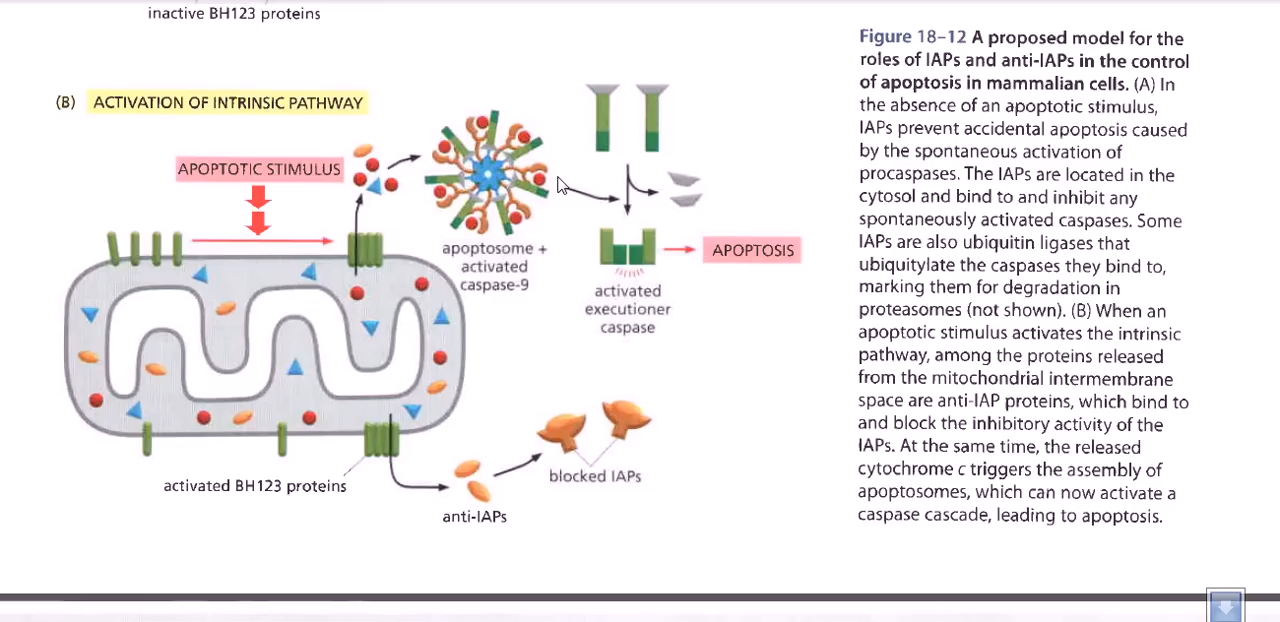 inactive BH123 proteins
(B) ACTIVATION OF INTRINSIC PATHWAY
APOPTOTIC STIMULUS
apoptosome +
activated
caspase-9
APOPTOSIS
activated
executioner
caspase
activated BH123 proteins
blocked IAPs
anti-IAPs
Figure 18–12 A proposed model for the
roles of IAPs and anti-IAPs in the control
of apoptosis in mammalian cells. (A) In
the absence of an apoptotic stimulus,
IAPs prevent accidental apoptosis caused
by the spontaneous activation of
procaspases. The IAPs are located in the
cytosol and bind to and inhibit any
spontaneously activated caspases. Some
IAPs are also ubiquitin ligases that
ubiquitylate the caspases they bind to,
marking them for degradation in
proteasomes (not shown). (B) When an
apoptotic stimulus activates the intrinsic
pathway, among the proteins released
from the mitochondrial intermembrane
space are anti-IAP proteins, which bind to
and block the inhibitory activity of the
IAPs. At the same time, the released
cytochrome c triggers the assembly of
apoptosomes, which can now activate a
caspase cascade, leading to apoptosis.